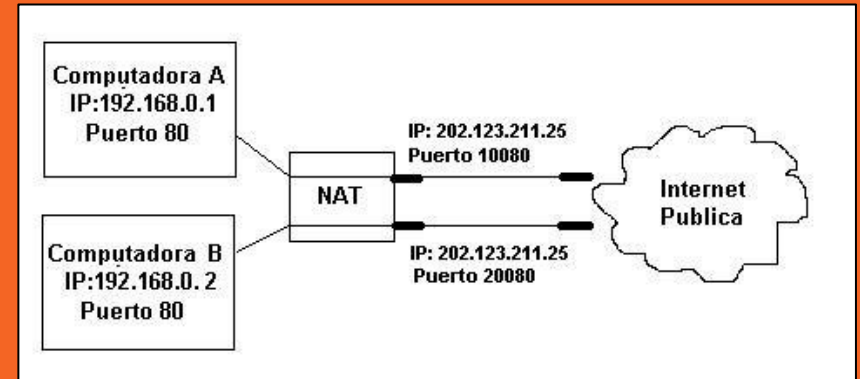 Computadora A
IP:192.168.0.1
Puerto 80
Computadora B
IP:192.168.0. 2
Puerto 80
NAT
IP: 202.123.211.25
Puerto 10080
IP: 202.123.211.25
Puerto 20080
Internet
Publica